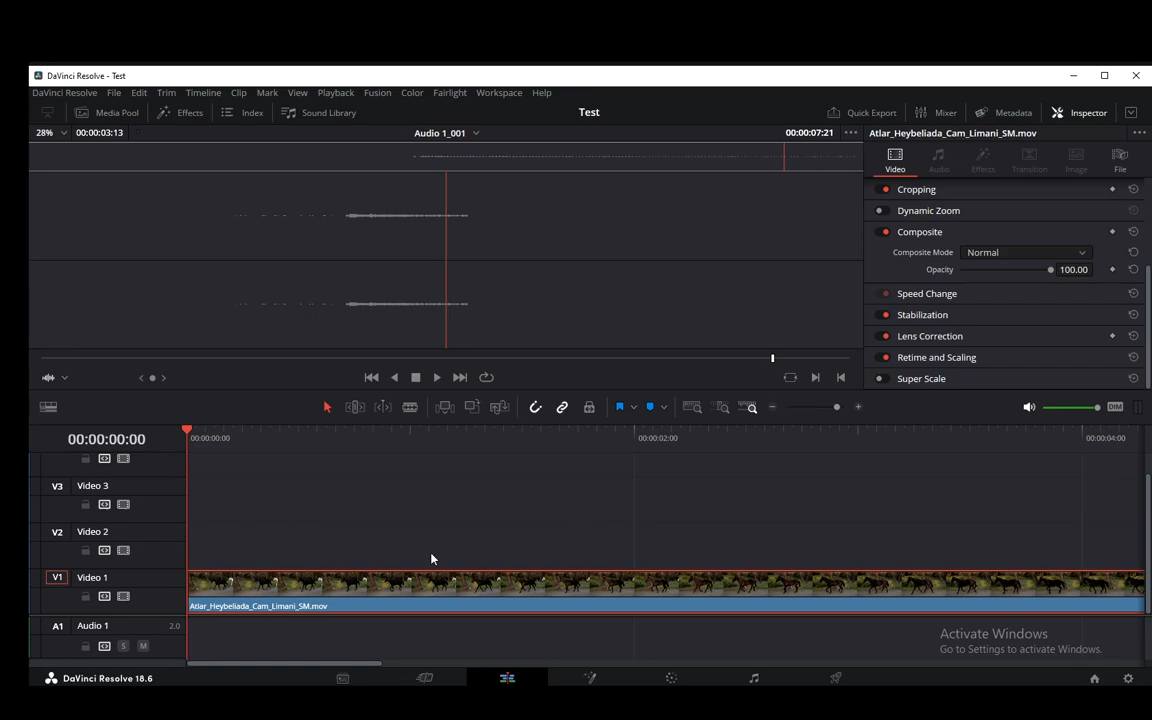 DaVinci Resolve - Test
DaVinci Resolve File Edit Trim Timeline Clip Mark View Playback Fusion Color Fairlight Workspace Help
Media Pool Effects Index Sound Library Test Quick Export Mixer Metadata Inspector
28% 00:00:03:13 Audio 1_001 00:00:07:21 Atlar_Heybeliada_Cam_Limani_SM.mov
Video Audio Effects Transition Image File
Cropping
Dynamic Zoom
Composite
Composite Mode Normal
Opacity 100.00
Speed Change
Stabilization
Lens Correction
Retime and Scaling
Super Scale
DIM
00:00:00:00 00:00:00:00 00:00:02:00 00:00:04:00
V3 Video 3
V2 Video 2
V1 Video 1
Atlar_Heybeliada_Cam_Limani_SM.mov
A1 Audio 1 2.0
S M
Activate Windows
Go to Settings to activate Windows.
DaVinci Resolve 18.6